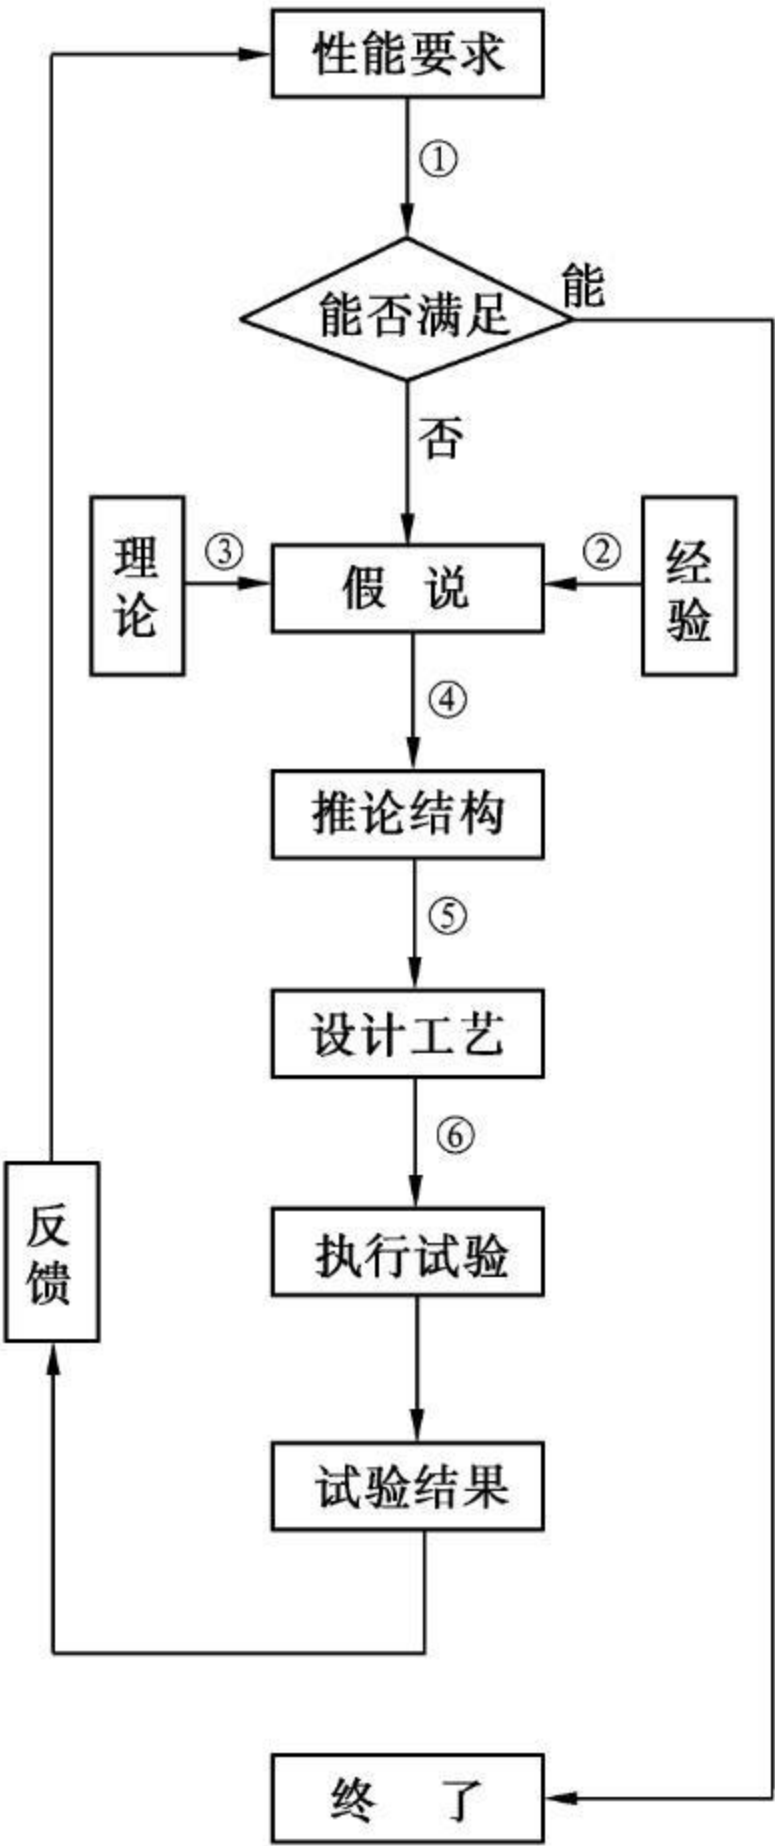 性能要求
①
能否满足
能
否
理论
③
假 说
②
经验
④
推论结构
⑤
设计工艺
⑥
执行试验
反馈
试验结果
终 了